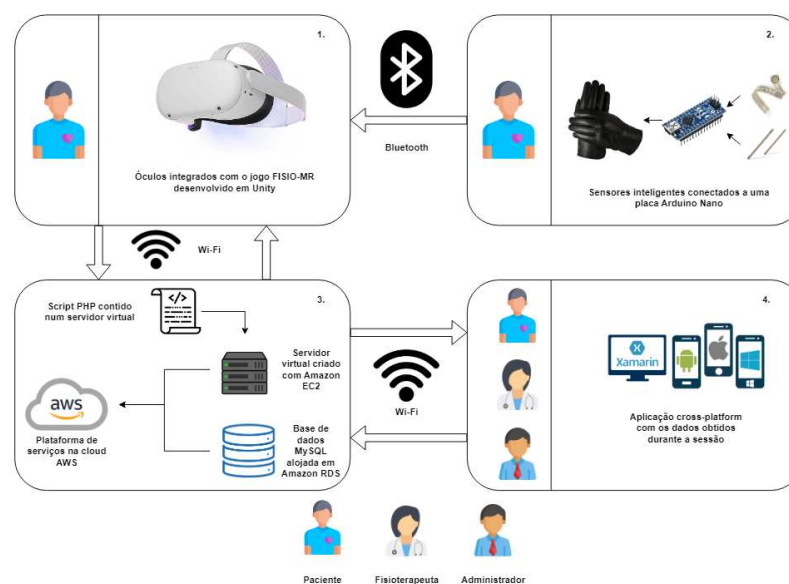 1.
Óculos integrados com o jogo FISIO-MR
desenvolvido em Unity
Bluetooth
2.
Sensores inteligentes conectados a uma
placa Arduino Nano
Wi-Fi
3.
Script PHP contido
num servidor virtual
</>
Servidor
virtual criado
com Amazon
EC2
aws
Plataforma de
serviços na cloud
AWS
Base de
dados
MySQL
alojada em
Amazon RDS
Wi-Fi
4.
Xamarin
Aplicação cross-platform
com os dados obtidos
durante a sessão
Paciente
Fisioterapeuta
Administrador